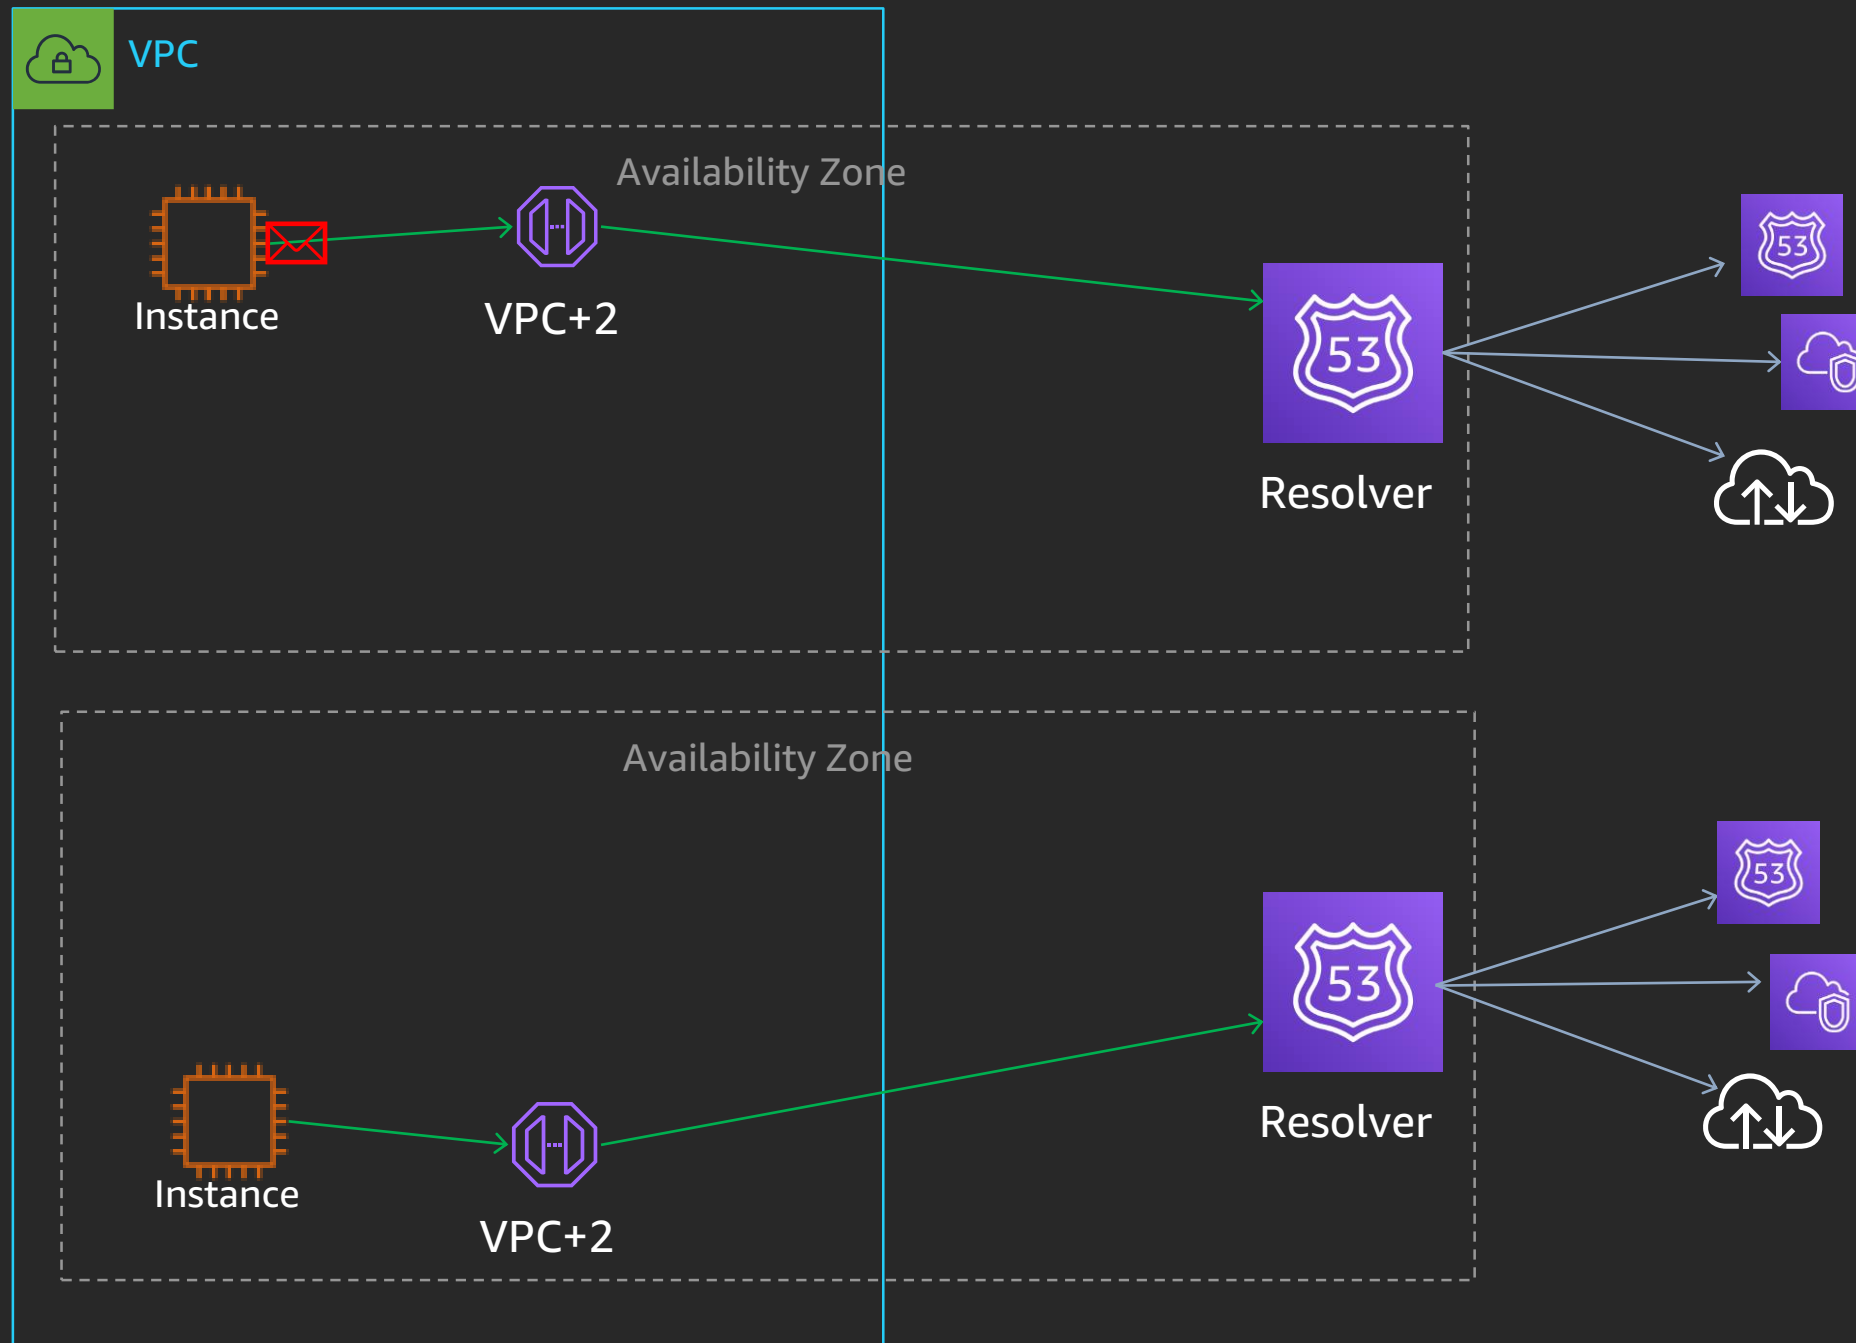 VPC
Availability Zone
Instance
VPC+2
53
Resolver
53
Availability Zone
Instance
VPC+2
53
Resolver
53